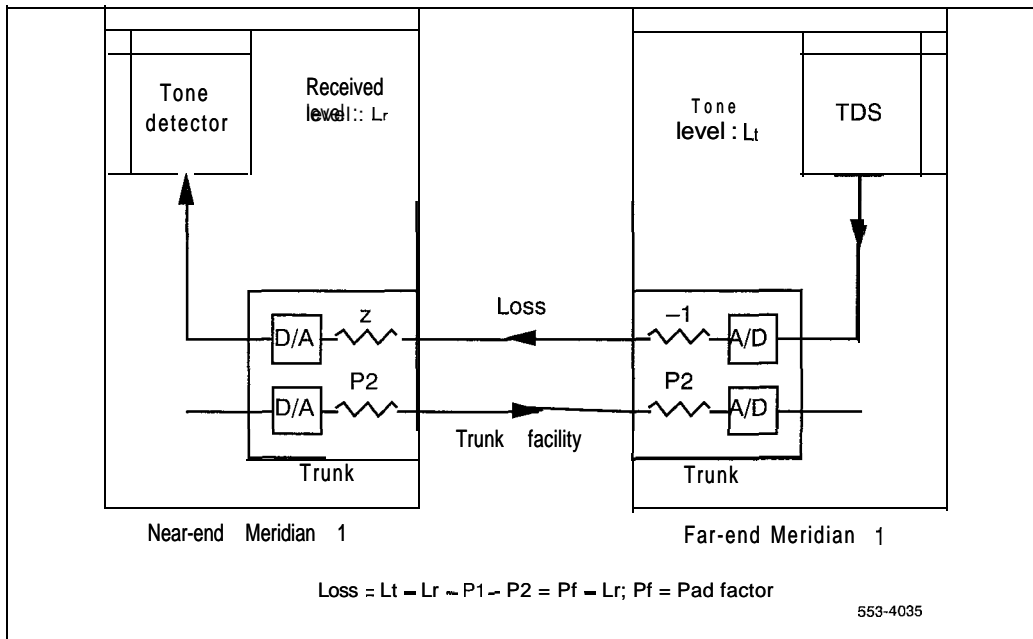 Tone
detector
Received
level:: Lr
Tone
level : Lt
TDS
Loss
z
-1
D/A
A/D
P2
P2
D/A
A/D
Trunk facility
Trunk
Trunk
Near-end Meridian 1
Far-end Meridian 1
Loss = Lt – Lr – P1 – P2 = Pf – Lr; Pf = Pad factor
553-4035